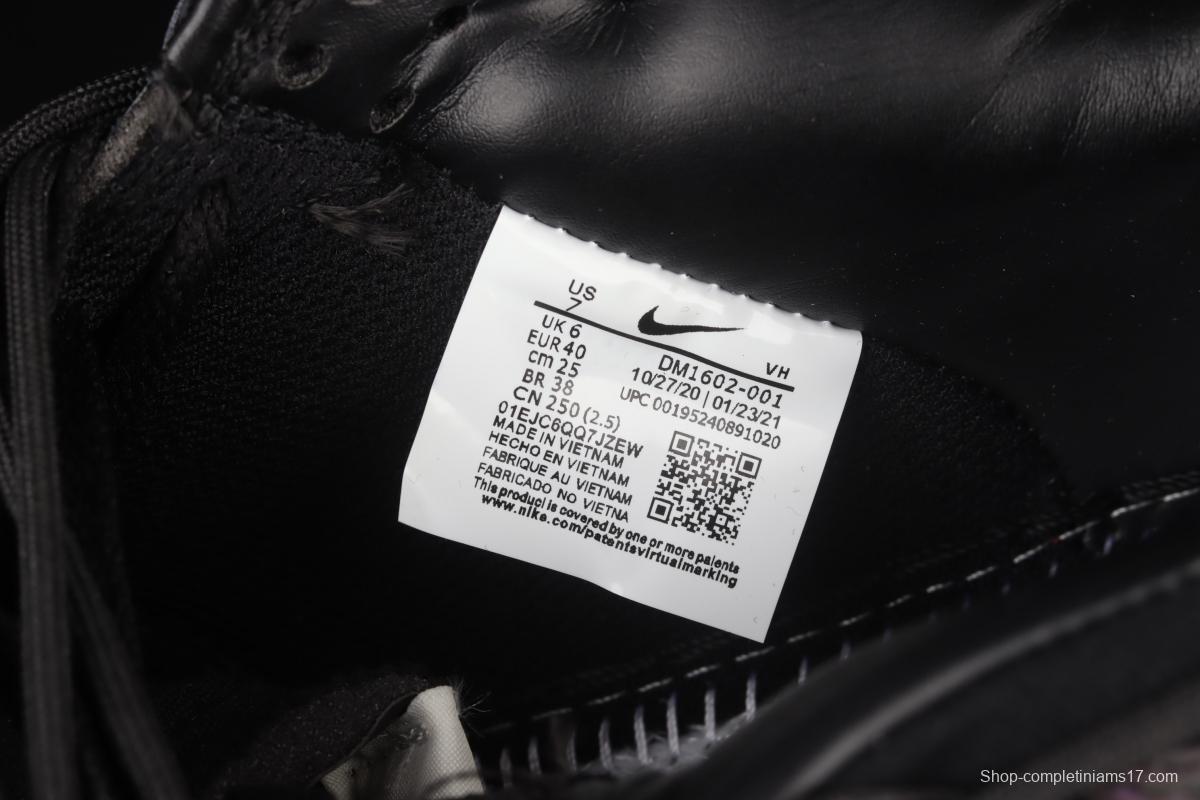 US
7
UK 6
EUR 40
cm 25
BR 38
CN 250 (2.5)
VH
DM1602-001
10/27/20 | 01/23/21
UPC 00195240891020
01EJC6QQ7JZEW
MADE IN VIETNAM
HECHO EN VIETNAM
FABRIQUE AU VIETNAM
FABRICADO NO VIETNA
This product is covered by one or more patents
www.nike.com/patentsvirtualmarking
Shop-completiniams17.com